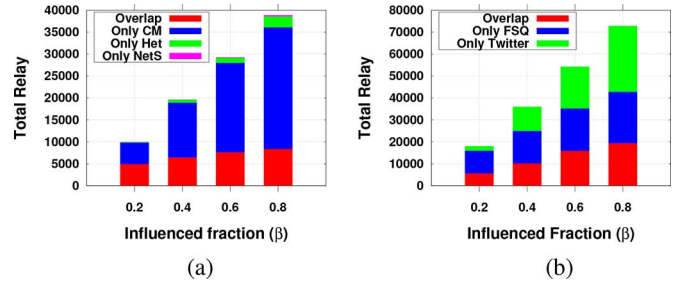 Total Relay
40000
35000
30000
25000
20000
15000
10000
5000
0
Overlap
Only CM
Only Het
Only NetS
0.2 0.4 0.6 0.8
Influenced fraction (β)
(a)
Total Relay
80000
70000
60000
50000
40000
30000
20000
10000
0
Overlap
Only FSQ
Only Twitter
0.2 0.4 0.6 0.8
Influenced Fraction (β)
(b)